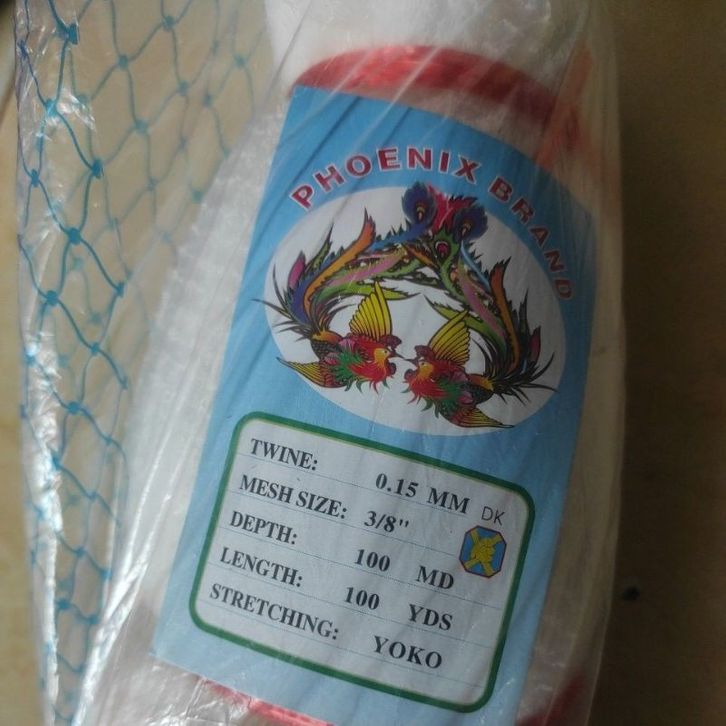 PHOENIX BRAND
TWINE: 0.15 MM DK
MESH SIZE: 3/8"
DEPTH: 100 MD
LENGTH: 100 YDS
STRETCHING: YOKO